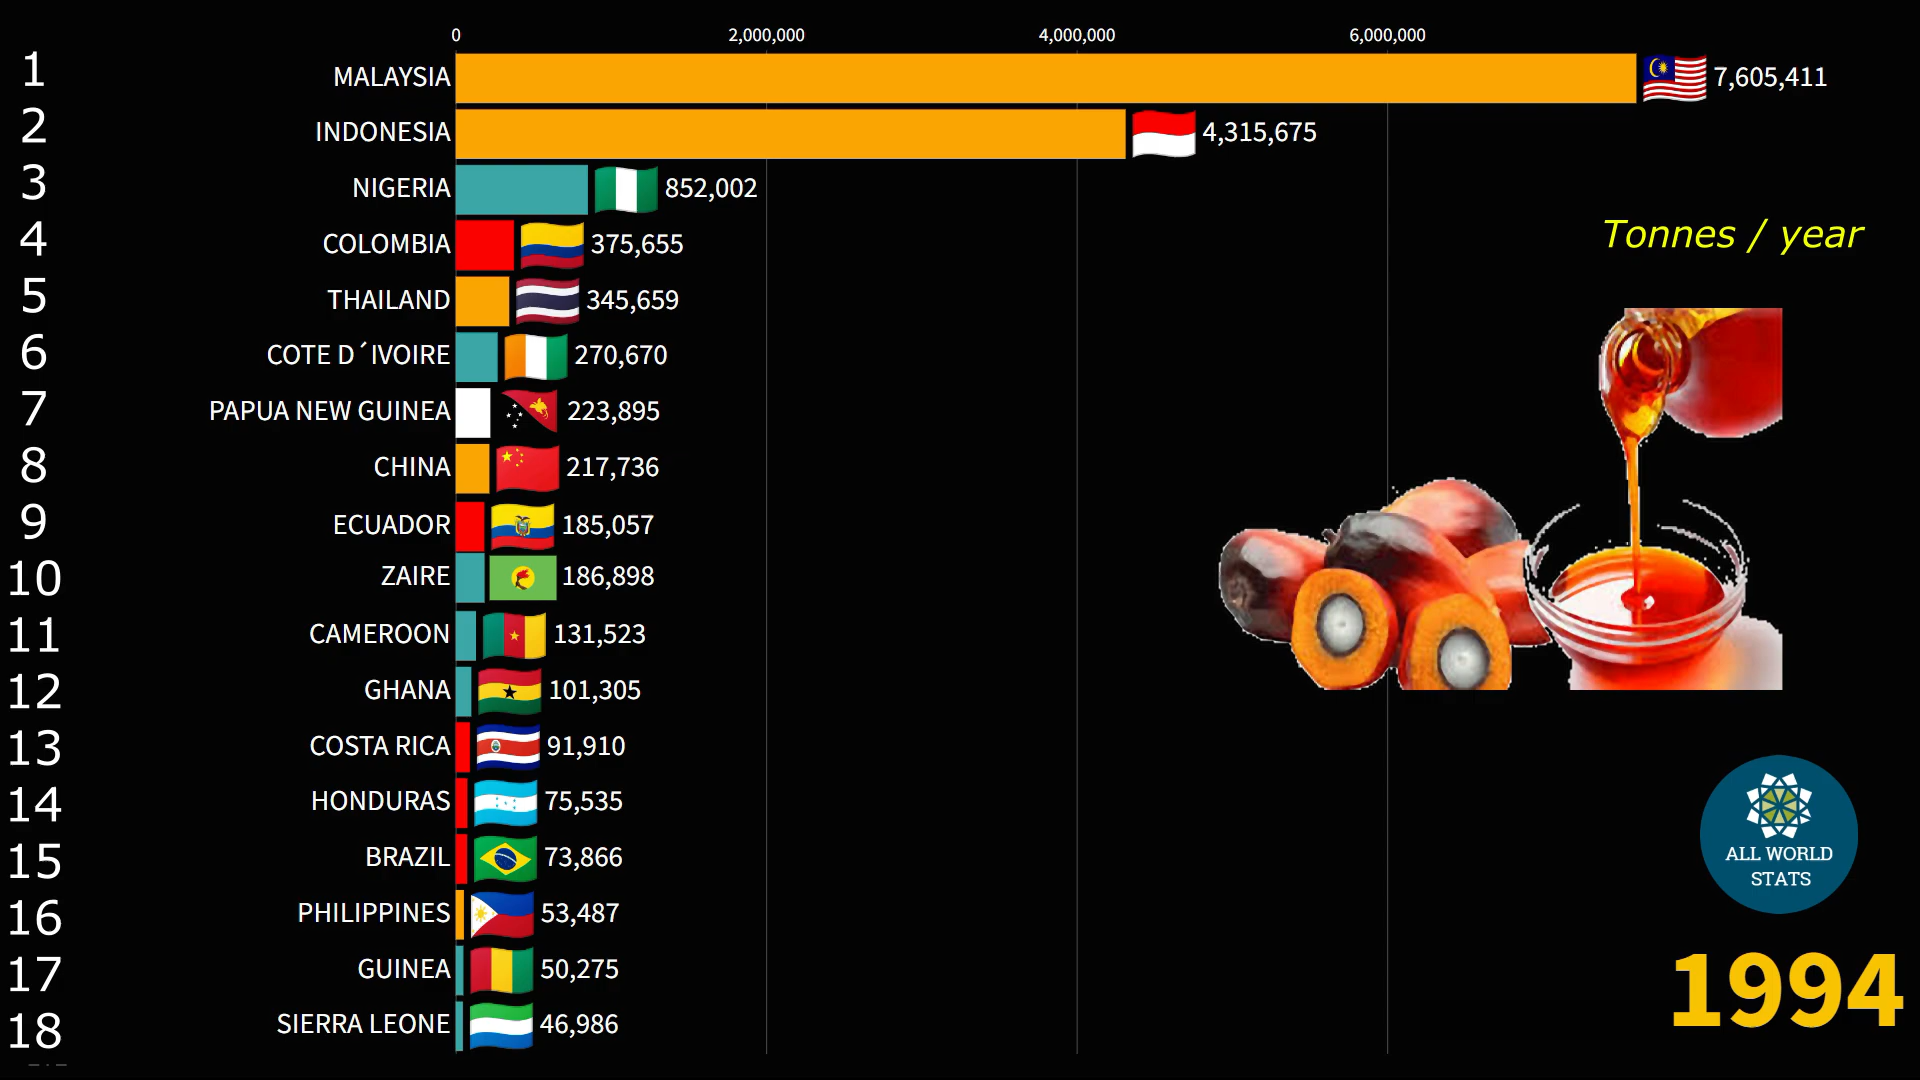 0 2,000,000 4,000,000 6,000,000
1 MALAYSIA 7,605,411
2 INDONESIA 4,315,675
3 NIGERIA 852,002
4 COLOMBIA 375,655
Tonnes / year
5 THAILAND 345,659
6 COTE D´IVOIRE 270,670
7 PAPUA NEW GUINEA 223,895
8 CHINA 217,736
9 ECUADOR 185,057
10 ZAIRE 186,898
11 CAMEROON 131,523
12 GHANA 101,305
13 COSTA RICA 91,910
14 HONDURAS 75,535
15 BRAZIL 73,866
ALL WORLD
STATS
16 PHILIPPINES 53,487
17 GUINEA 50,275
18 SIERRA LEONE 46,986
1994